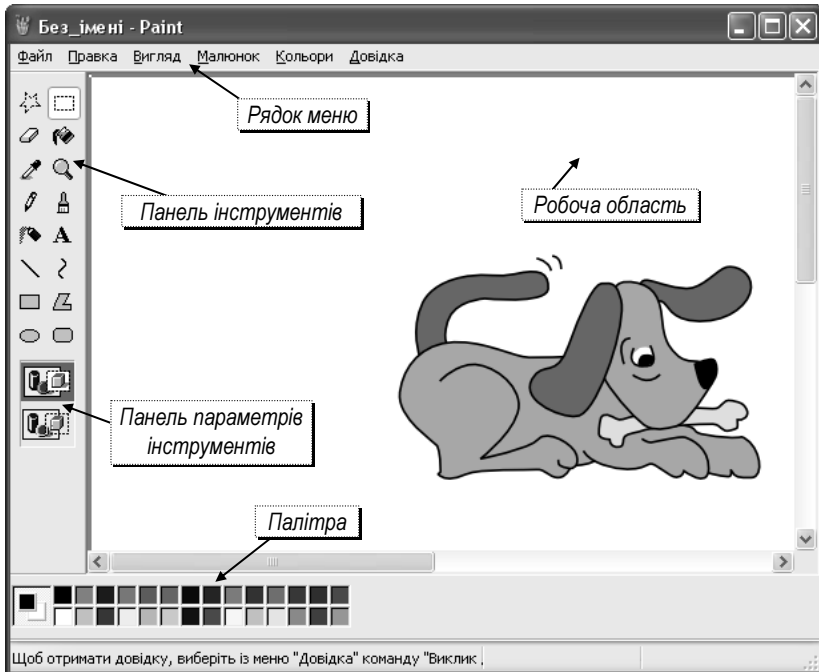 Без_імені - Paint
Файл Правка Вигляд Малюнок Кольори Довідка
Рядок меню
Панель інструментів
Робоча область
A
Панель параметрів
інструментів
Палітра
Щоб отримати довідку, виберіть із меню "Довідка" команду "Виклик